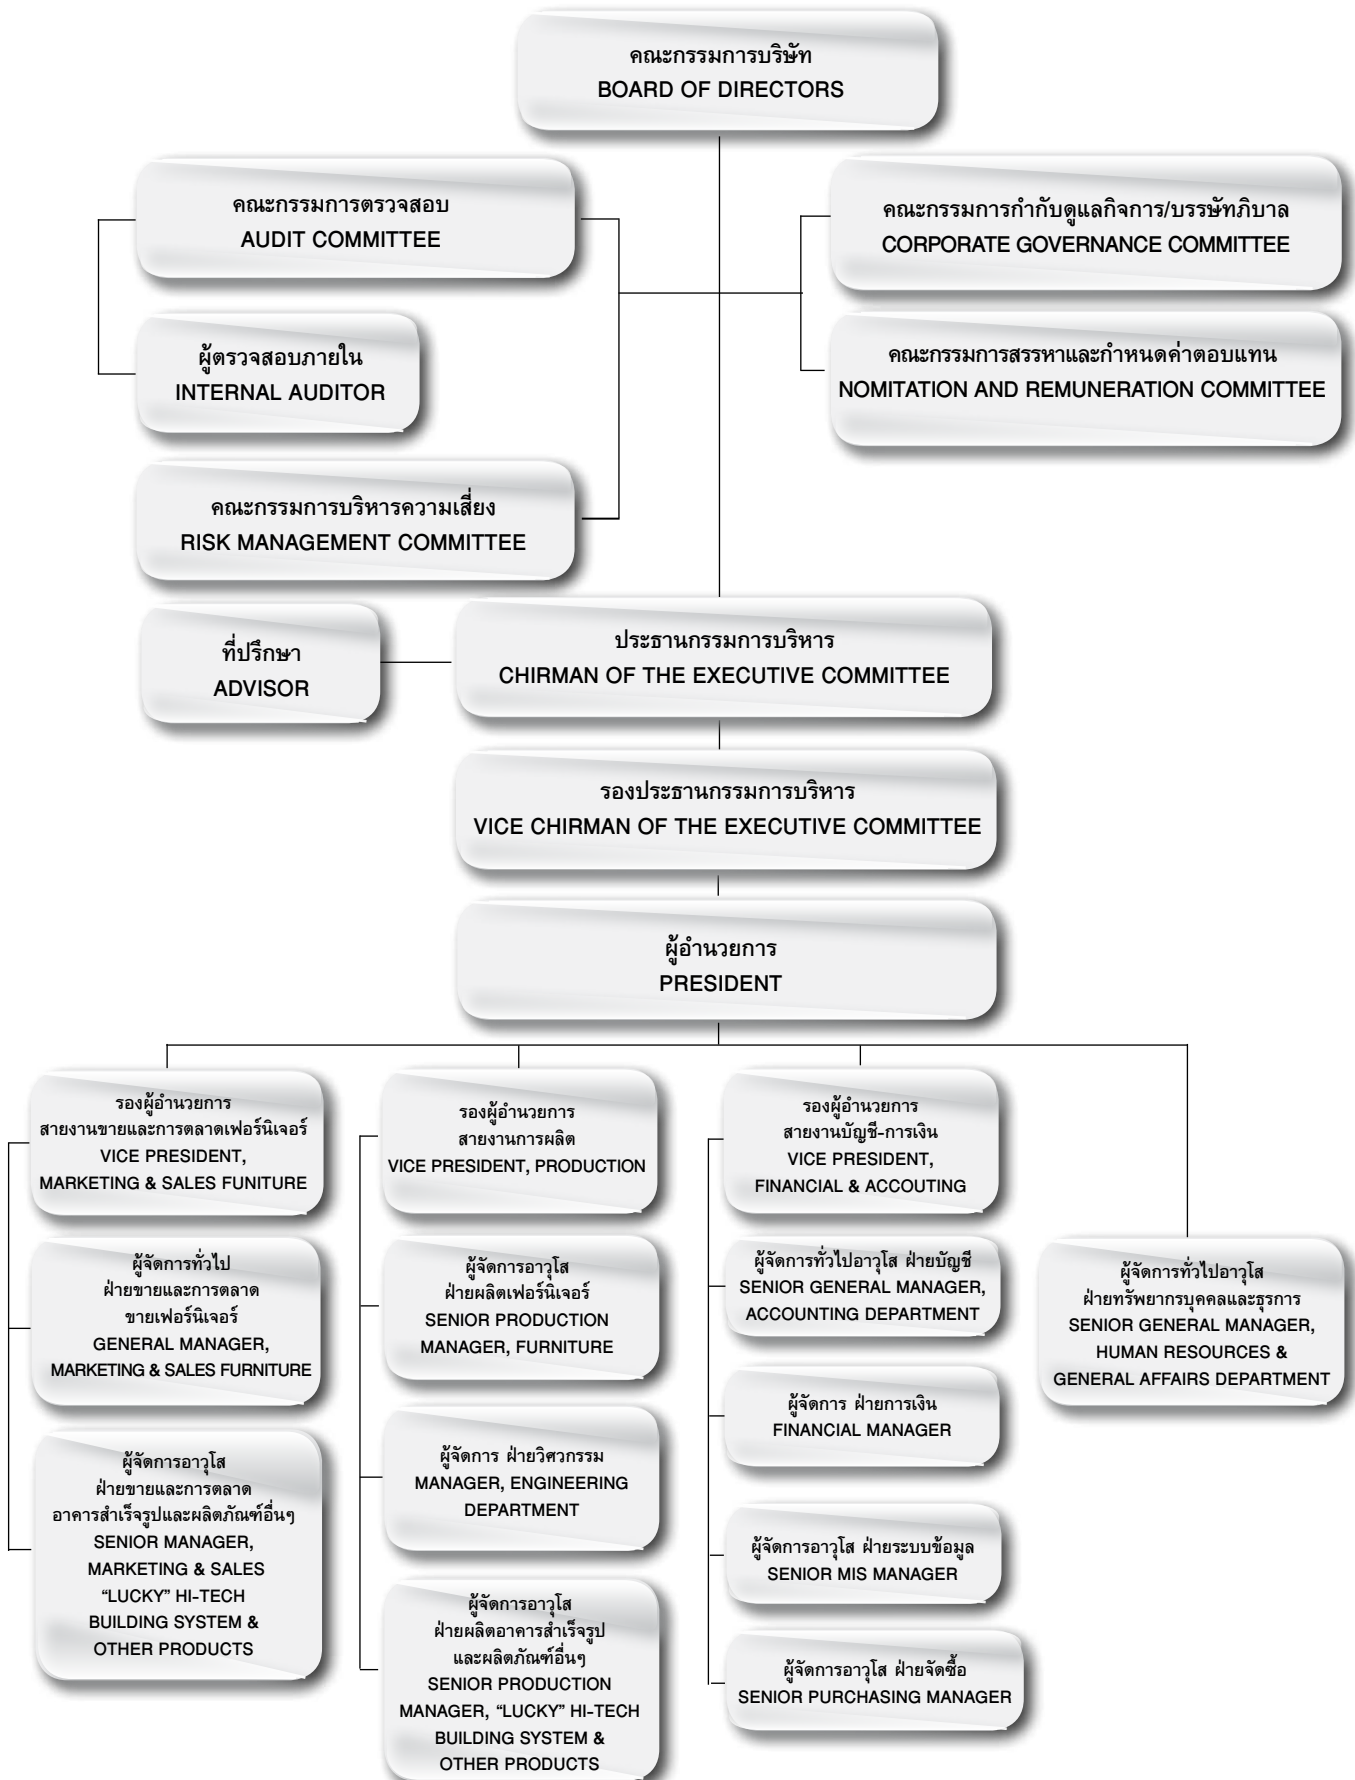 คณะกรรมการบริษัท
BOARD OF DIRECTORS
คณะกรรมการตรวจสอบ
AUDIT COMMITTEE
คณะกรรมการกำกับดูแลกิจการ/บรรษัทภิบาล
CORPORATE GOVERNANCE COMMITTEE
ผู้ตรวจสอบภายใน
INTERNAL AUDITOR
คณะกรรมการสรรหาและกำหนดค่าตอบแทน
NOMITATION AND REMUNERATION COMMITTEE
คณะกรรมการบริหารความเสี่ยง
RISK MANAGEMENT COMMITTEE
ที่ปรึกษา
ADVISOR
ประธานกรรมการบริหาร
CHIRMAN OF THE EXECUTIVE COMMITTEE
รองประธานกรรมการบริหาร
VICE CHIRMAN OF THE EXECUTIVE COMMITTEE
ผู้อำนวยการ
PRESIDENT
รองผู้อำนวยการ
สายงานขายและการตลาดเฟอร์นิเจอร์
VICE PRESIDENT,
MARKETING & SALES FUNITURE
ผู้จัดการทั่วไป
ฝ่ายขายและการตลาด
ขายเฟอร์นิเจอร์
GENERAL MANAGER,
MARKETING & SALES FURNITURE
ผู้จัดการอาวุโส
ฝ่ายขายและการตลาด
อาคารสำเร็จรูปและผลิตภัณฑ์อื่นๆ
SENIOR MANAGER,
MARKETING & SALES
“LUCKY” HI-TECH
BUILDING SYSTEM &
OTHER PRODUCTS
รองผู้อำนวยการ
สายงานการผลิต
VICE PRESIDENT, PRODUCTION
ผู้จัดการอาวุโส
ฝ่ายผลิตเฟอร์นิเจอร์
SENIOR PRODUCTION
MANAGER, FURNITURE
ผู้จัดการ ฝ่ายวิศวกรรม
MANAGER, ENGINEERING
DEPARTMENT
ผู้จัดการอาวุโส
ฝ่ายผลิตอาคารสำเร็จรูป
และผลิตภัณฑ์อื่นๆ
SENIOR PRODUCTION
MANAGER, “LUCKY” HI-TECH
BUILDING SYSTEM &
OTHER PRODUCTS
รองผู้อำนวยการ
สายงานบัญชี-การเงิน
VICE PRESIDENT,
FINANCIAL & ACCOUTING
ผู้จัดการทั่วไปอาวุโส ฝ่ายบัญชี
SENIOR GENERAL MANAGER,
ACCOUNTING DEPARTMENT
ผู้จัดการ ฝ่ายการเงิน
FINANCIAL MANAGER
ผู้จัดการอาวุโส ฝ่ายระบบข้อมูล
SENIOR MIS MANAGER
ผู้จัดการอาวุโส ฝ่ายจัดซื้อ
SENIOR PURCHASING MANAGER
ผู้จัดการทั่วไปอาวุโส
ฝ่ายทรัพยากรบุคคลและธุรการ
SENIOR GENERAL MANAGER,
HUMAN RESOURCES &
GENERAL AFFAIRS DEPARTMENT